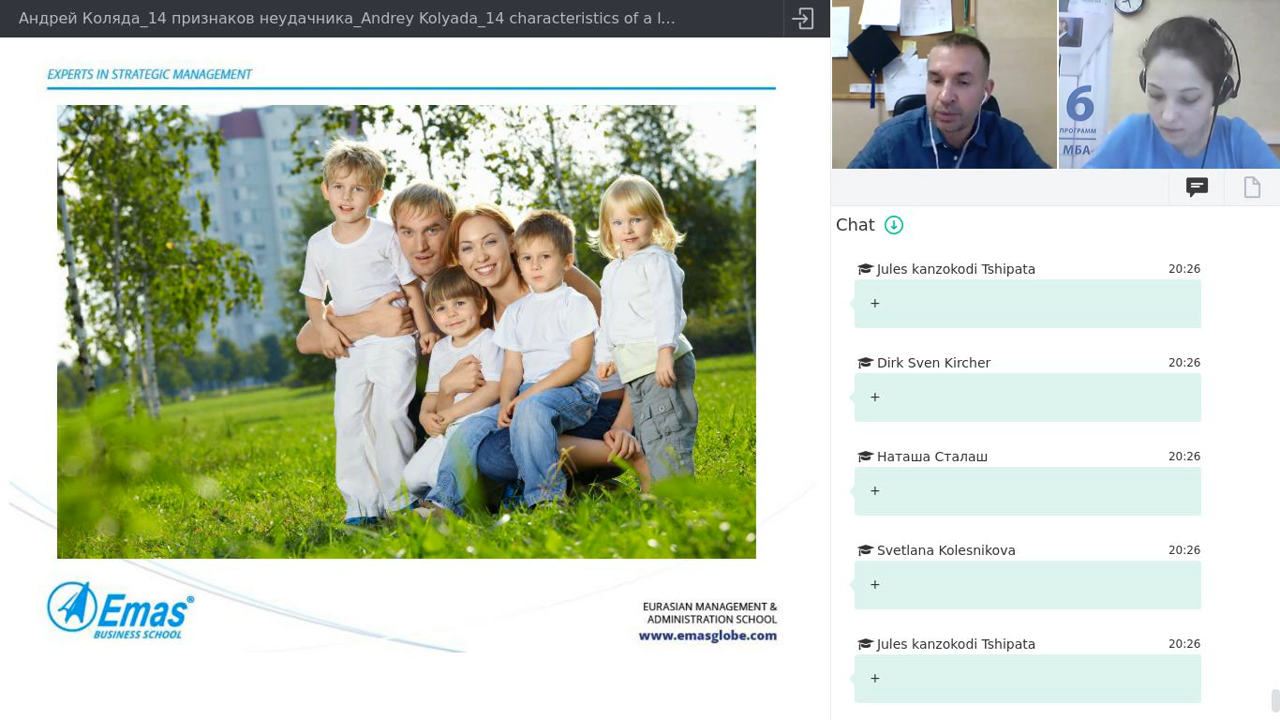 Андрей Коляда_14 признаков неудачника_Andrey Kolyada_14 characteristics of a l...
EXPERTS IN STRATEGIC MANAGEMENT
Emas®
BUSINESS SCHOOL
EURASIAN MANAGEMENT &
ADMINISTRATION SCHOOL
www.emasglobe.com
6
ПРОГРАММ
МБА
Chat
Jules kanzokodi Tshipata 20:26
+
Dirk Sven Kircher 20:26
+
Наташа Сталаш 20:26
+
Svetlana Kolesnikova 20:26
+
Jules kanzokodi Tshipata 20:26
+